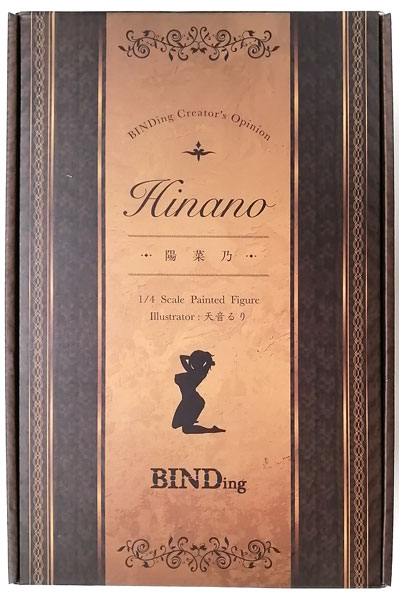 BINDing Creator's Opinion
Hinano
陽菜乃
1/4 Scale Painted Figure
Illustrator : 天音るり
BINDing